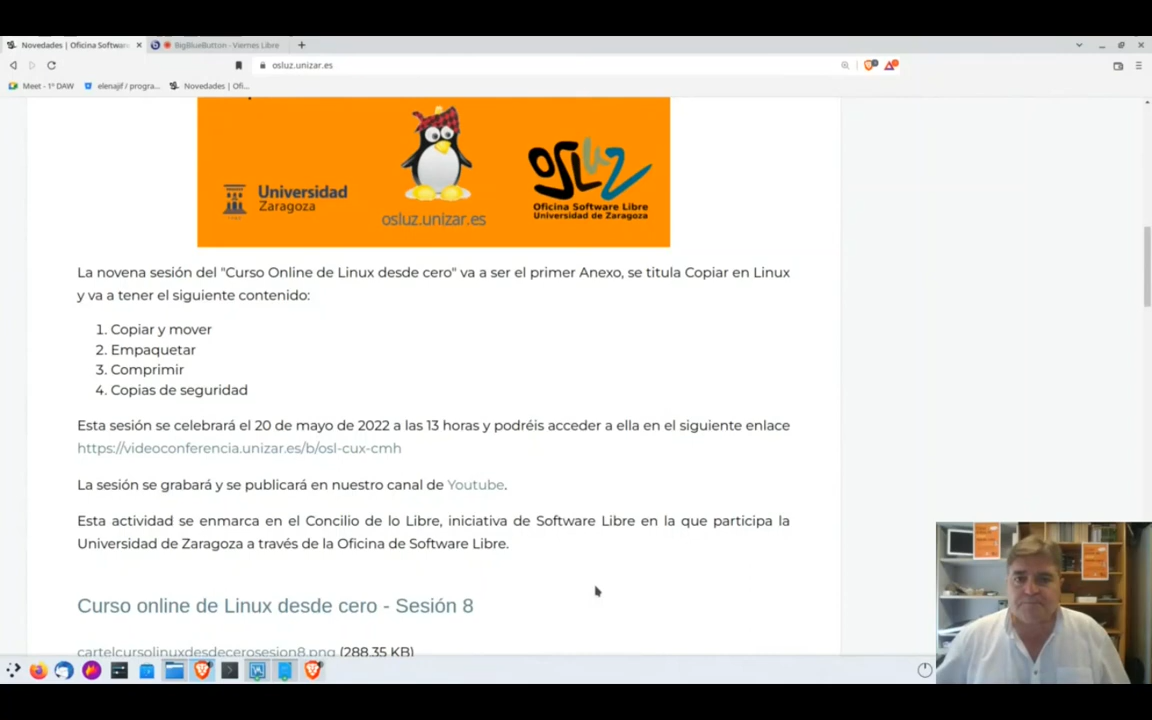 Novedades | Oficina Software
BigBlueButton - Viernes Libre
osluz.unizar.es
Meet - 1º DAW
elenajif / progra...
Novedades | Ofi...
Universidad
Zaragoza
osluz.unizar.es
OSLUZ
Oficina Software Libre
Universidad de Zaragoza
La novena sesión del "Curso Online de Linux desde cero" va a ser el primer Anexo, se titula Copiar en Linux
y va a tener el siguiente contenido:
1. Copiar y mover
2. Empaquetar
3. Comprimir
4. Copias de seguridad
Esta sesión se celebrará el 20 de mayo de 2022 a las 13 horas y podréis acceder a ella en el siguiente enlace
https://videoconferencia.unizar.es/b/osl-cux-cmh
La sesión se grabará y se publicará en nuestro canal de Youtube.
Esta actividad se enmarca en el Concilio de lo Libre, iniciativa de Software Libre en la que participa la
Universidad de Zaragoza a través de la Oficina de Software Libre.
Curso online de Linux desde cero - Sesión 8
cartelcursolinuxdesdecerosesion8.png (288.35 KB)